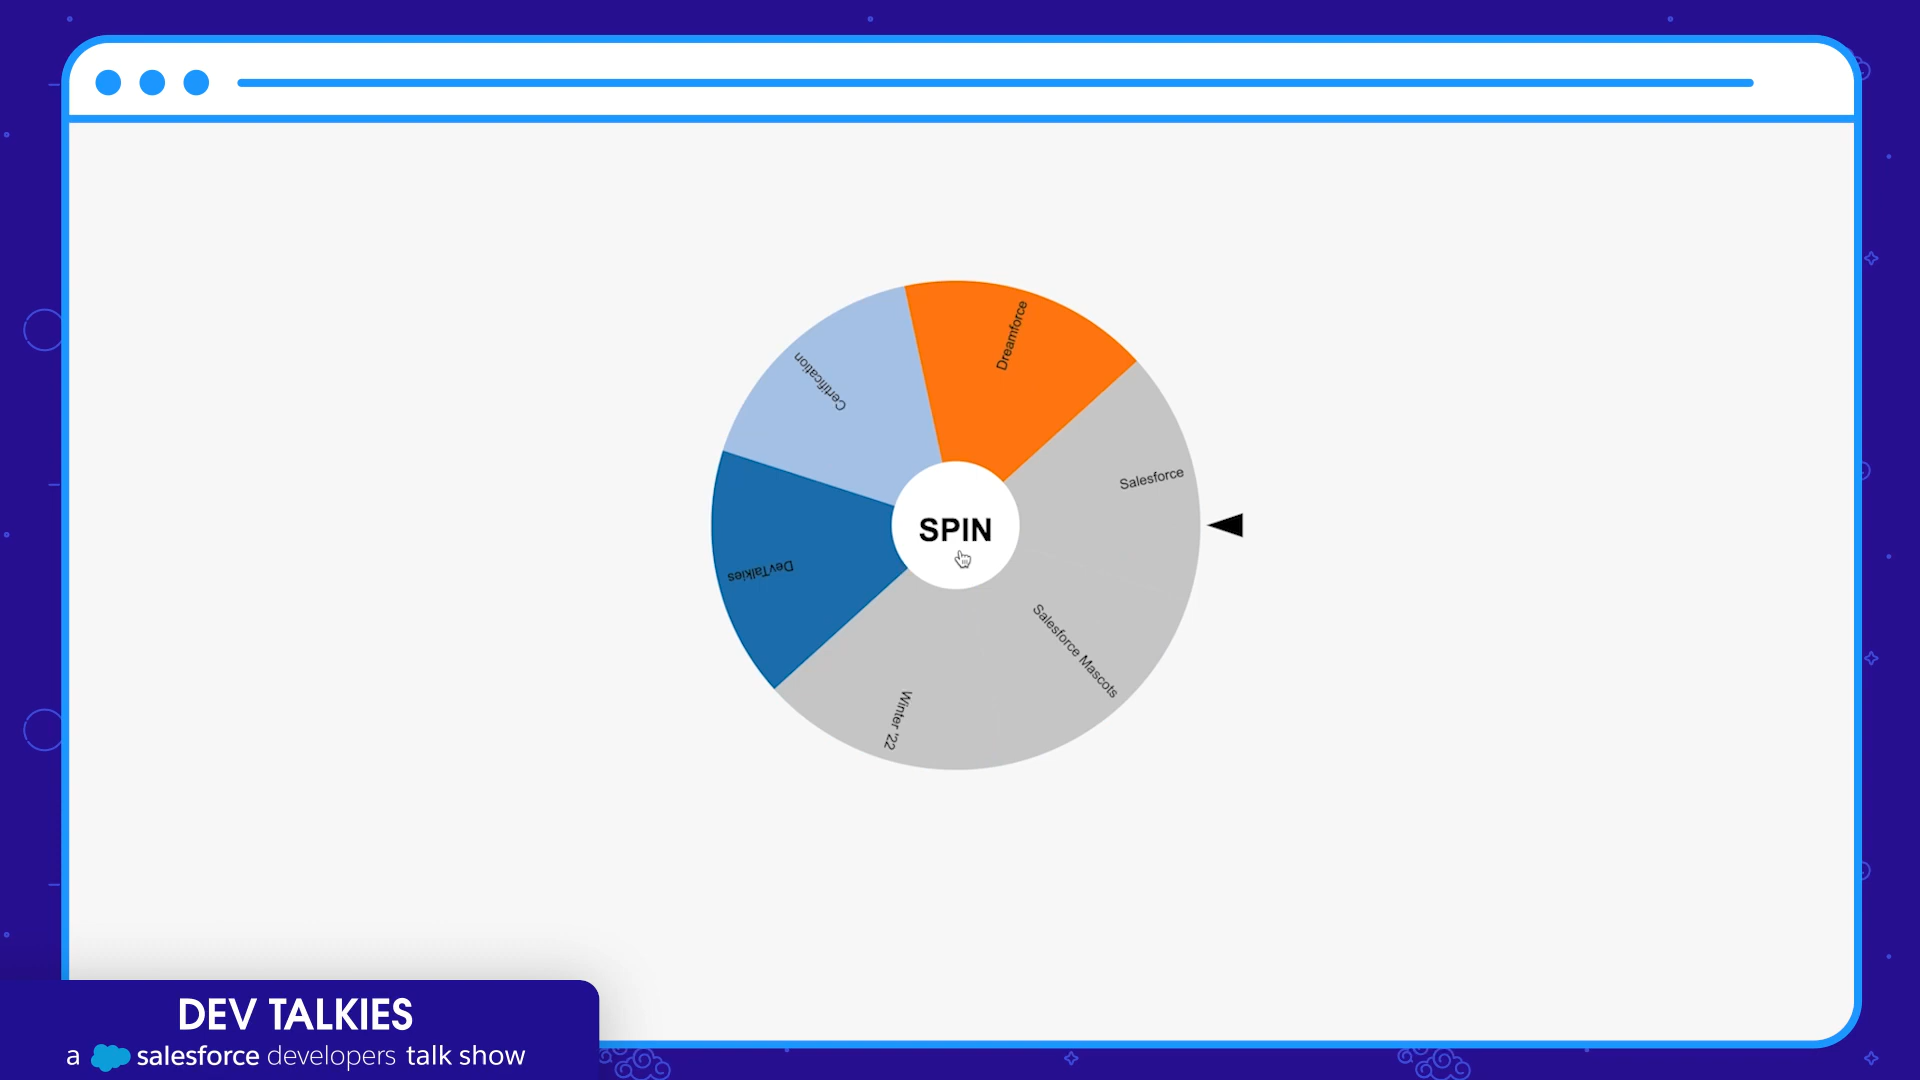 Dreamforce
Certification
Salesforce
SPIN
DevTalkies
Salesforce Mascots
Winter '22
DEV TALKIES
a salesforce developers talk show